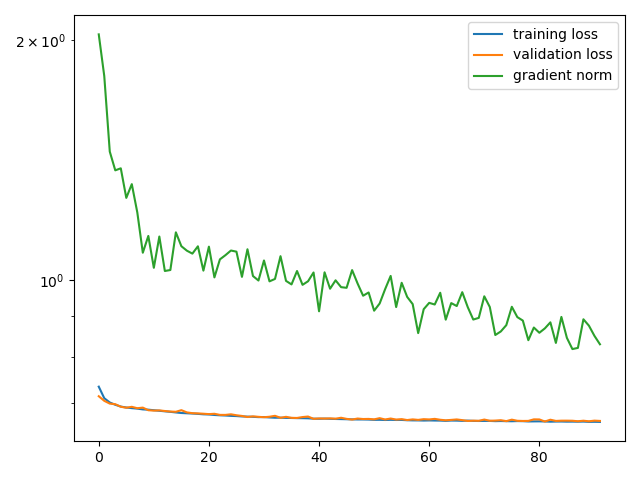 2 × 10⁰
training loss
validation loss
gradient norm
10⁰
0 20 40 60 80